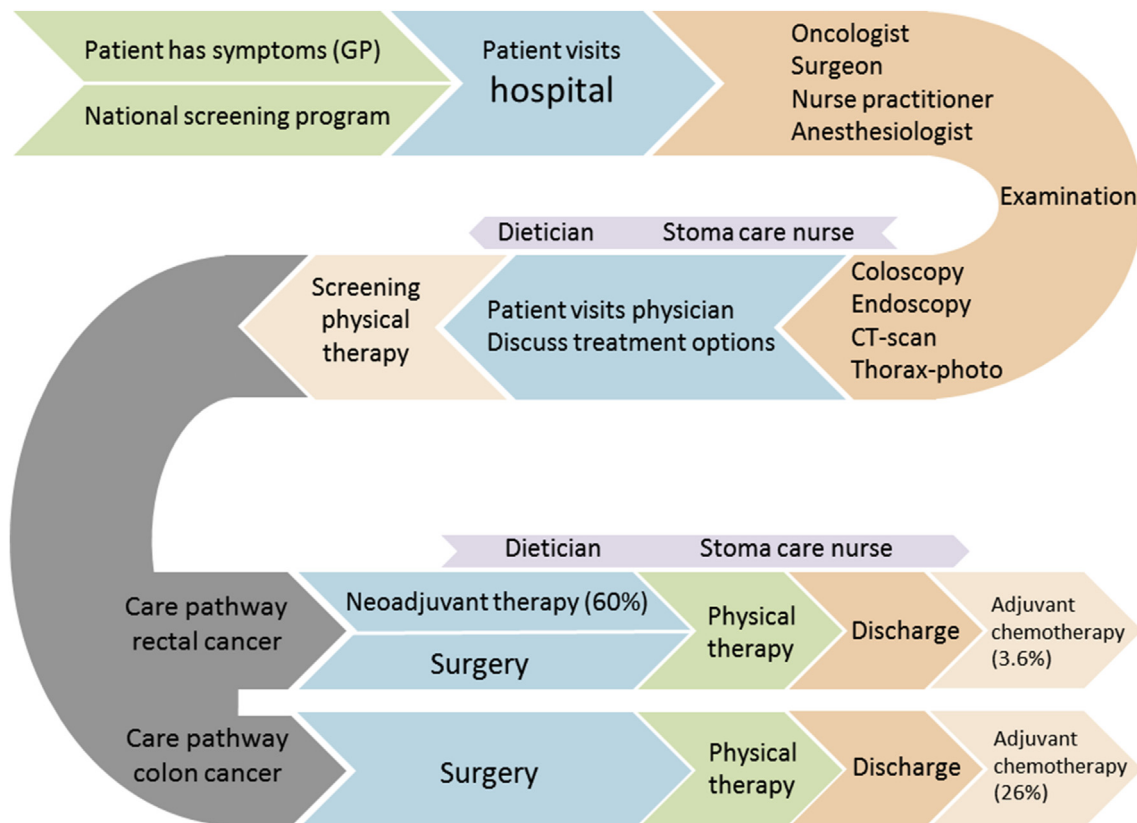 Patient has symptoms (GP)
National screening program
Patient visits
hospital
Oncologist
Surgeon
Nurse practitioner
Anesthesiologist
Examination
Dietician Stoma care nurse
Coloscopy
Endoscopy
CT-scan
Thorax-photo
Patient visits physician
Discuss treatment options
Screening
physical
therapy
Dietician Stoma care nurse
Care pathway
rectal cancer
Neoadjuvant therapy (60%)
Surgery
Physical
therapy
Discharge
Adjuvant
chemotherapy
(3.6%)
Care pathway
colon cancer
Surgery
Physical
therapy
Discharge
Adjuvant
chemotherapy
(26%)